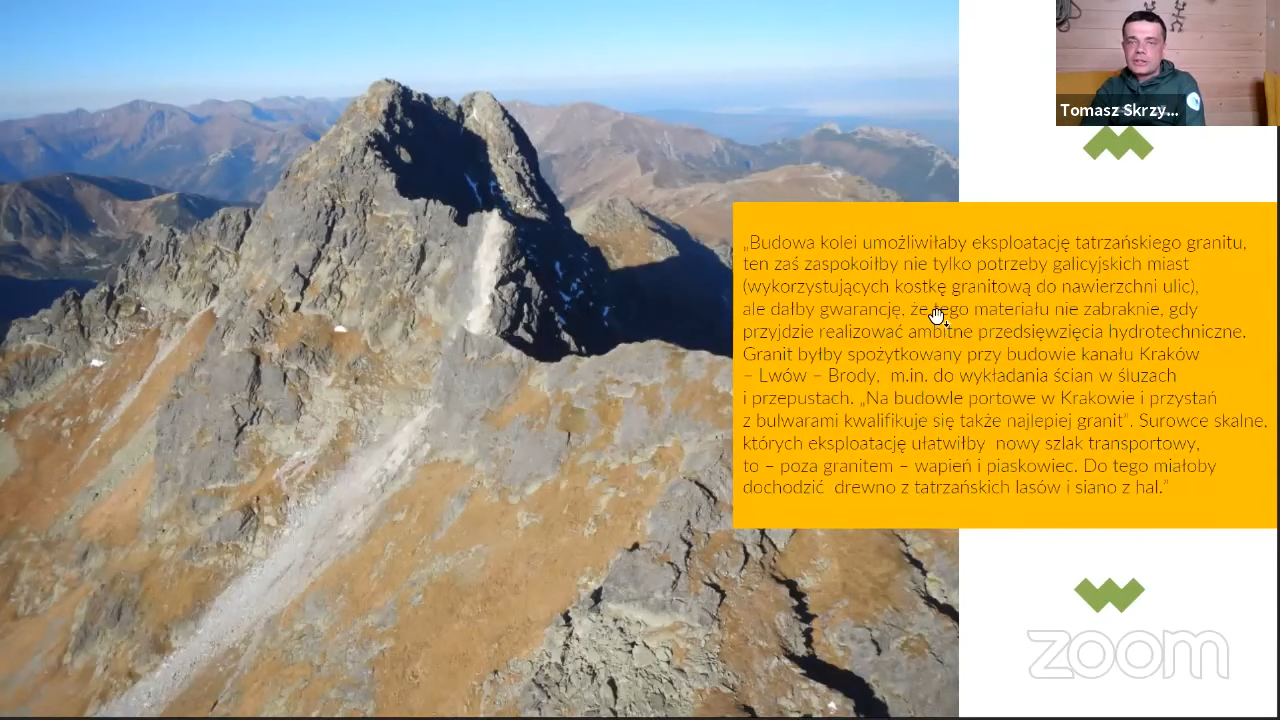 Tomasz Skrzy...
„Budowa kolei umożliwiłaby eksploatację tatrzańskiego granitu,
ten zaś zaspokoiłby nie tylko potrzeby galicyjskich miast
(wykorzystujących kostkę granitową do nawierzchni ulic),
ale dałby gwarancję, że tego materiału nie zabraknie, gdy
przyjdzie realizować ambitne przedsięwzięcia hydrotechniczne.
Granit byłby spożytkowany przy budowie kanału Kraków
– Lwów – Brody, m.in. do wykładania ścian w śluzach
i przepustach. „Na budowle portowe w Krakowie i przystań
z bulwarami kwalifikuje się także najlepiej granit”. Surowce skalne,
których eksploatację ułatwiłby nowy szlak transportowy,
to – poza granitem – wapień i piaskowiec. Do tego miałoby
dochodzić drewno z tatrzańskich lasów i siano z hal.”
zoom